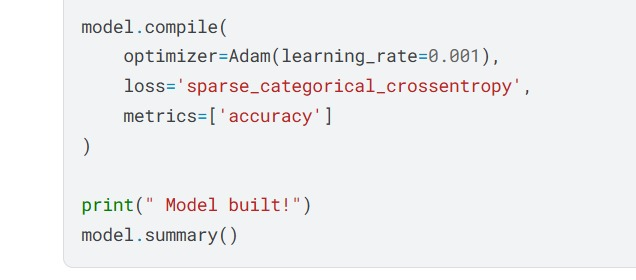 model.compile(
    optimizer=Adam(learning_rate=0.001),
    loss='sparse_categorical_crossentropy',
    metrics=['accuracy']
)
print(" Model built!")
model.summary()